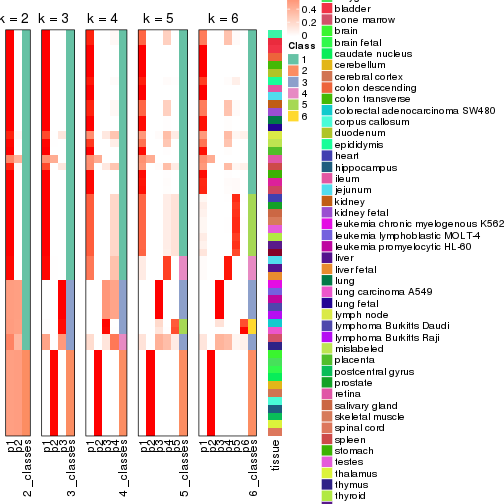 k = 2 k = 3 k = 4 k = 5 k = 6
0.4
0.2
0
Class
1
2
3
4
5
6
bladder
bone marrow
brain
brain fetal
caudate nucleus
cerebellum
cerebral cortex
colon descending
colon transverse
colorectal adenocarcinoma SW480
corpus callosum
duodenum
epididymis
heart
hippocampus
ileum
jejunum
kidney
kidney fetal
leukemia chronic myelogenous K562
leukemia lymphoblastic MOLT-4
leukemia promyelocytic HL-60
liver
liver fetal
lung
lung carcinoma A549
lung fetal
lymph node
lymphoma Burkitts Daudi
lymphoma Burkitts Raji
mislabeled
placenta
postcentral gyrus
prostate
retina
salivary gland
skeletal muscle
spinal cord
spleen
stomach
testes
thalamus
thymus
thyroid
p1 p2 2_classes p1 p2 p3 3_classes p1 p2 p3 p4 4_classes p1 p2 p3 p4 p5 5_classes p1 p2 p3 p4 p5 p6 6_classes tissue